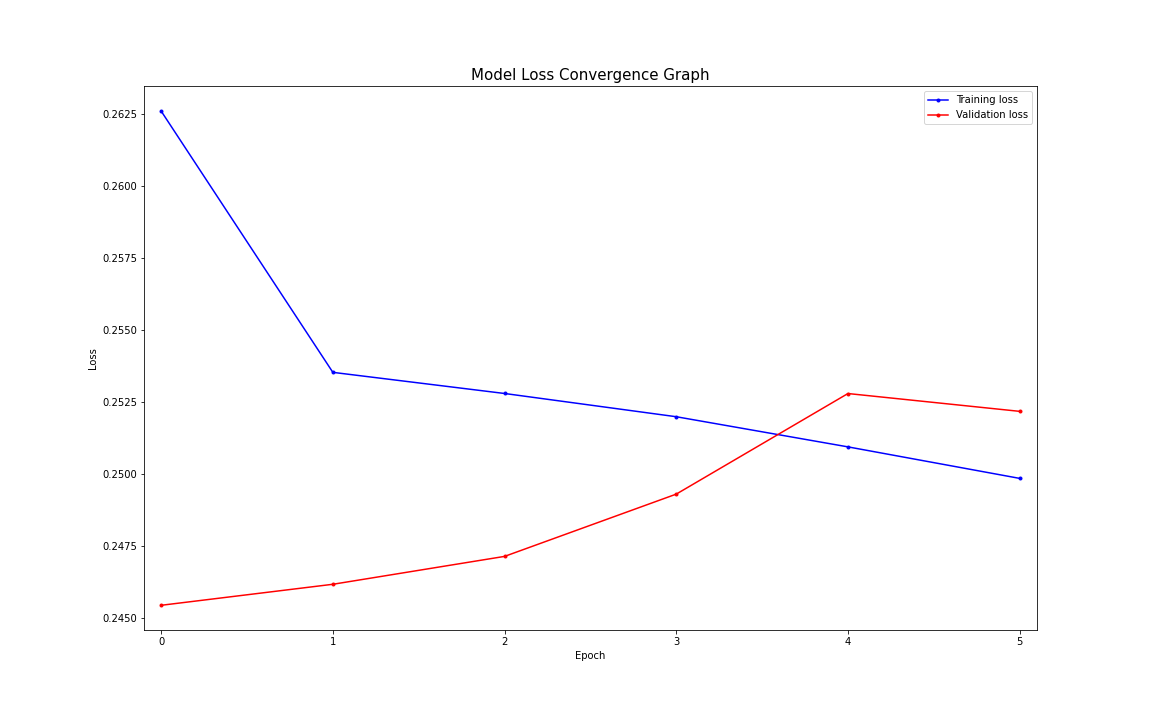 Model Loss Convergence Graph
Training loss
Validation loss
0.2625
0.2600
0.2575
0.2550
0.2525
0.2500
0.2475
0.2450
Loss
0 1 2 3 4 5
Epoch